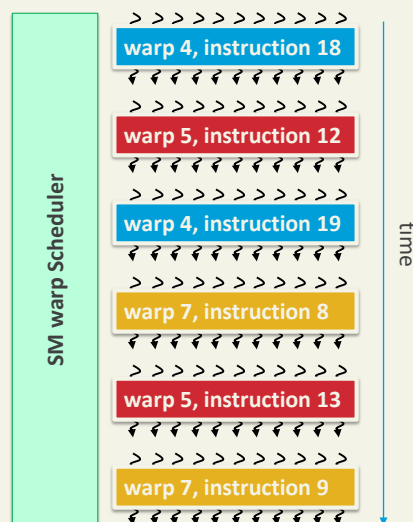 SM warp Scheduler
warp 4, instruction 18
warp 5, instruction 12
warp 4, instruction 19
warp 7, instruction 8
warp 5, instruction 13
warp 7, instruction 9
time